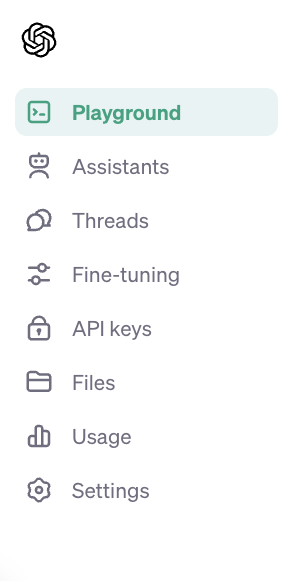 Playground
Assistants
Threads
Fine-tuning
API keys
Files
Usage
Settings